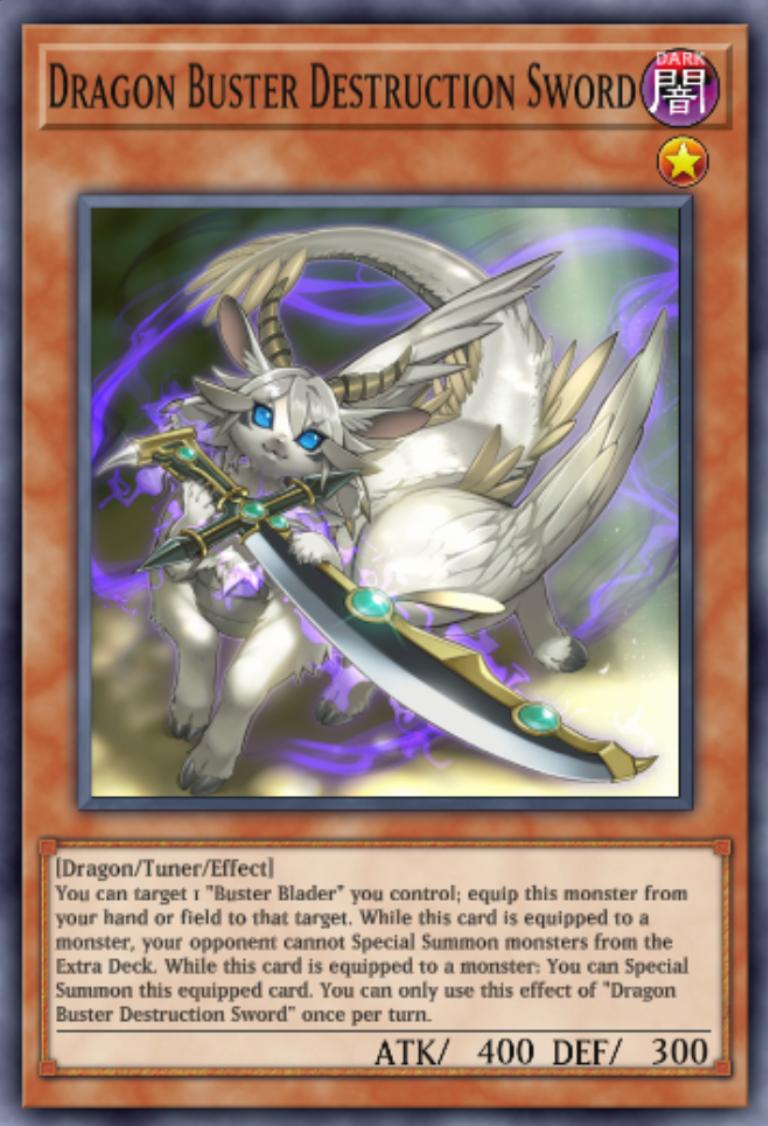 DRAGON BUSTER DESTRUCTION SWORD
DARK
闇
[Dragon/Tuner/Effect]
You can target 1 "Buster Blader" you control; equip this monster from
your hand or field to that target. While this card is equipped to a
monster, your opponent cannot Special Summon monsters from the
Extra Deck. While this card is equipped to a monster: You can Special
Summon this equipped card. You can only use this effect of "Dragon
Buster Destruction Sword" once per turn.
ATK/ 400 DEF/ 300